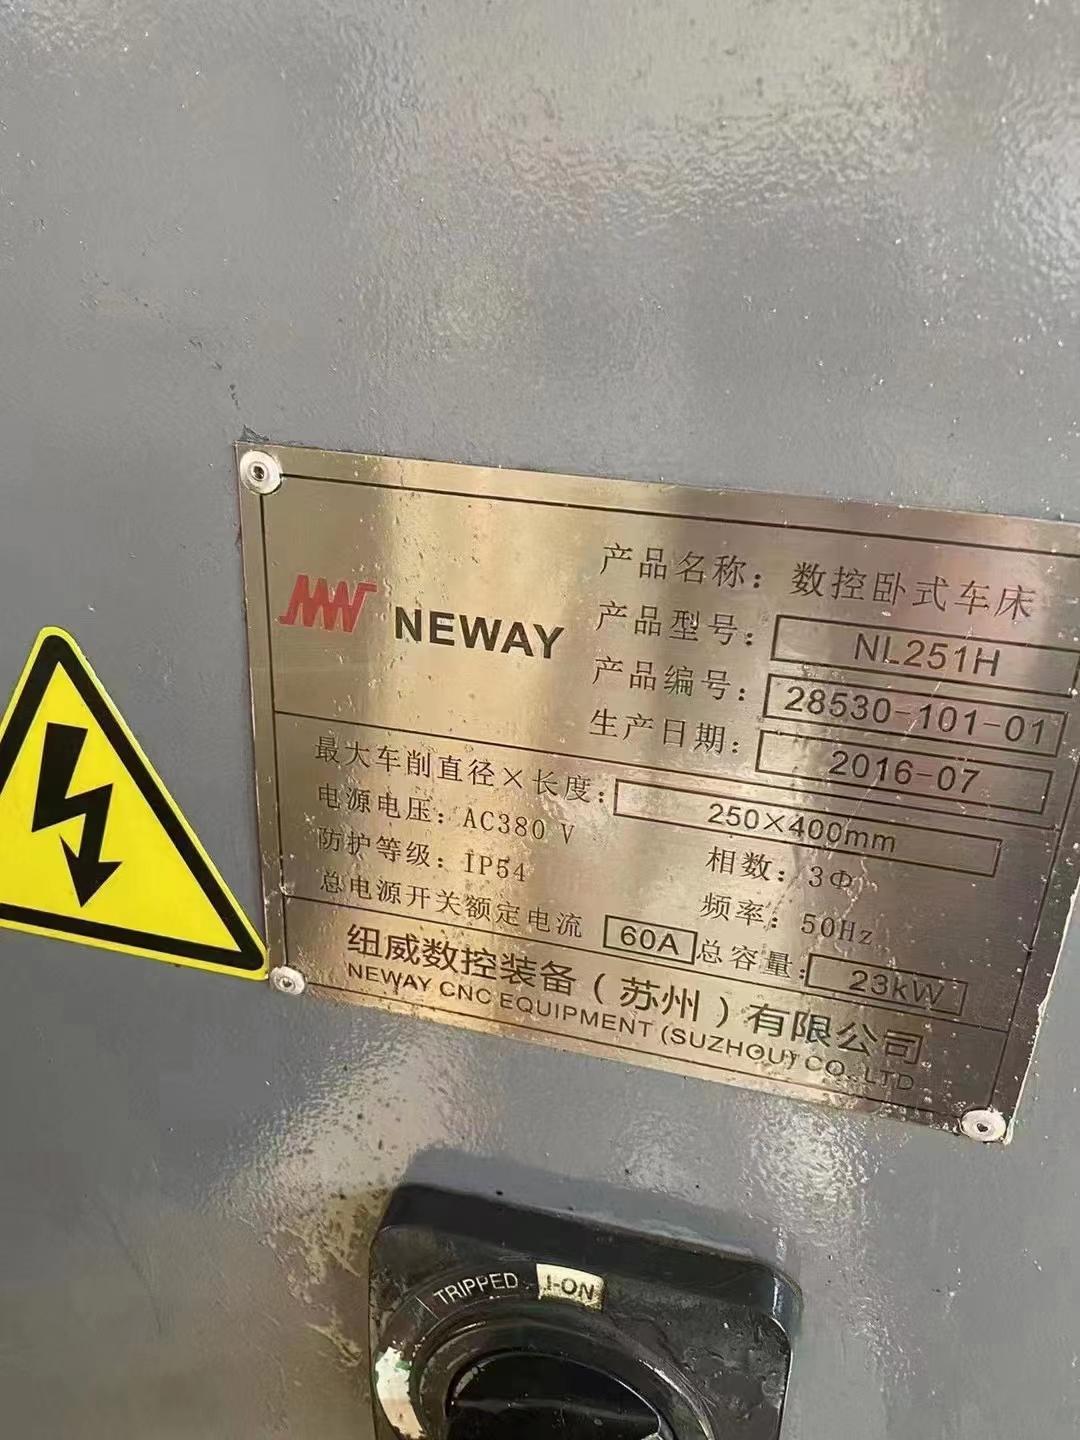 NEWAY
产品名称：数控卧式车床
产品型号：NL251H
产品编号：28530-101-01
生产日期：2016-07
最大车削直径×长度：250×400mm
电源电压：AC380 V 相数：3Φ
防护等级：IP54 频率：50Hz
总电源开关额定电流 60A 总容量：23kW
纽威数控装备（苏州）有限公司
NEWAY CNC EQUIPMENT (SUZHOU) CO.,LTD
TRIPPED I-ON